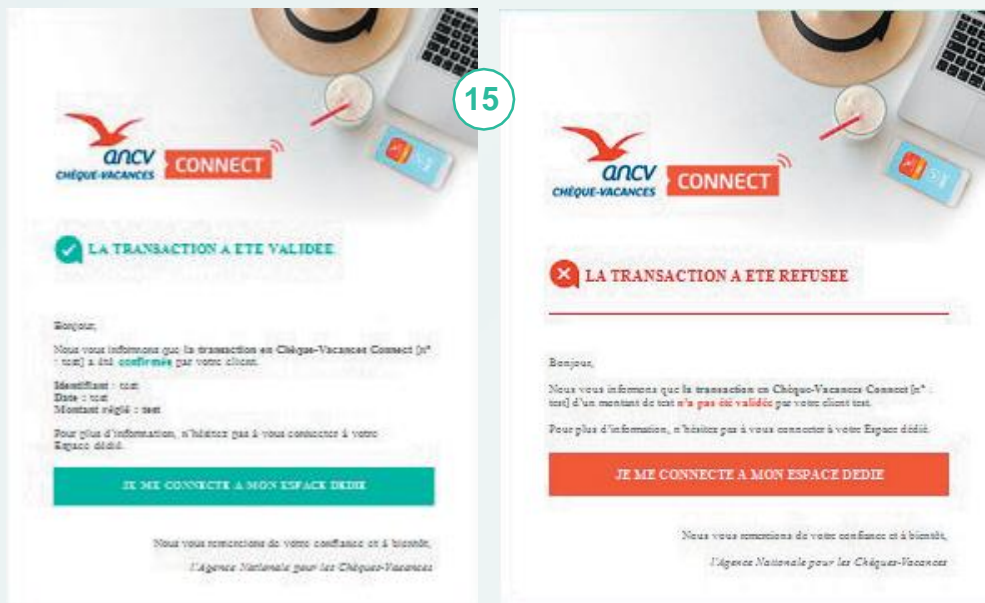 15
ancv
CHÈQUE-VACANCES
CONNECT
LA TRANSACTION A ETE VALIDEE
Bonjour,
Nous vous informons que la transaction en Chèque-Vacances Connect [n°
: test] a été confirmée par votre client.
Identifiant : test
Date : test
Montant réglé : test
Pour plus d'information, n'hésitez pas à vous connecter à votre
Espace dédié.
JE ME CONNECTE A MON ESPACE DEDIE
Nous vous remercions de votre confiance et à bientôt,
l'Agence Nationale pour les Chèques-Vacances
ancv
CHÈQUE-VACANCES
CONNECT
LA TRANSACTION A ETE REFUSEE
Bonjour,
Nous vous informons que la transaction en Chèque-Vacances Connect [n° :
test] d'un montant de test n'a pas été validée par votre client test.
Pour plus d'information, n'hésitez pas à vous connecter à votre Espace dédié.
JE ME CONNECTE A MON ESPACE DEDIE
Nous vous remercions de votre confiance et à bientôt,
l'Agence Nationale pour les Chèques-Vacances